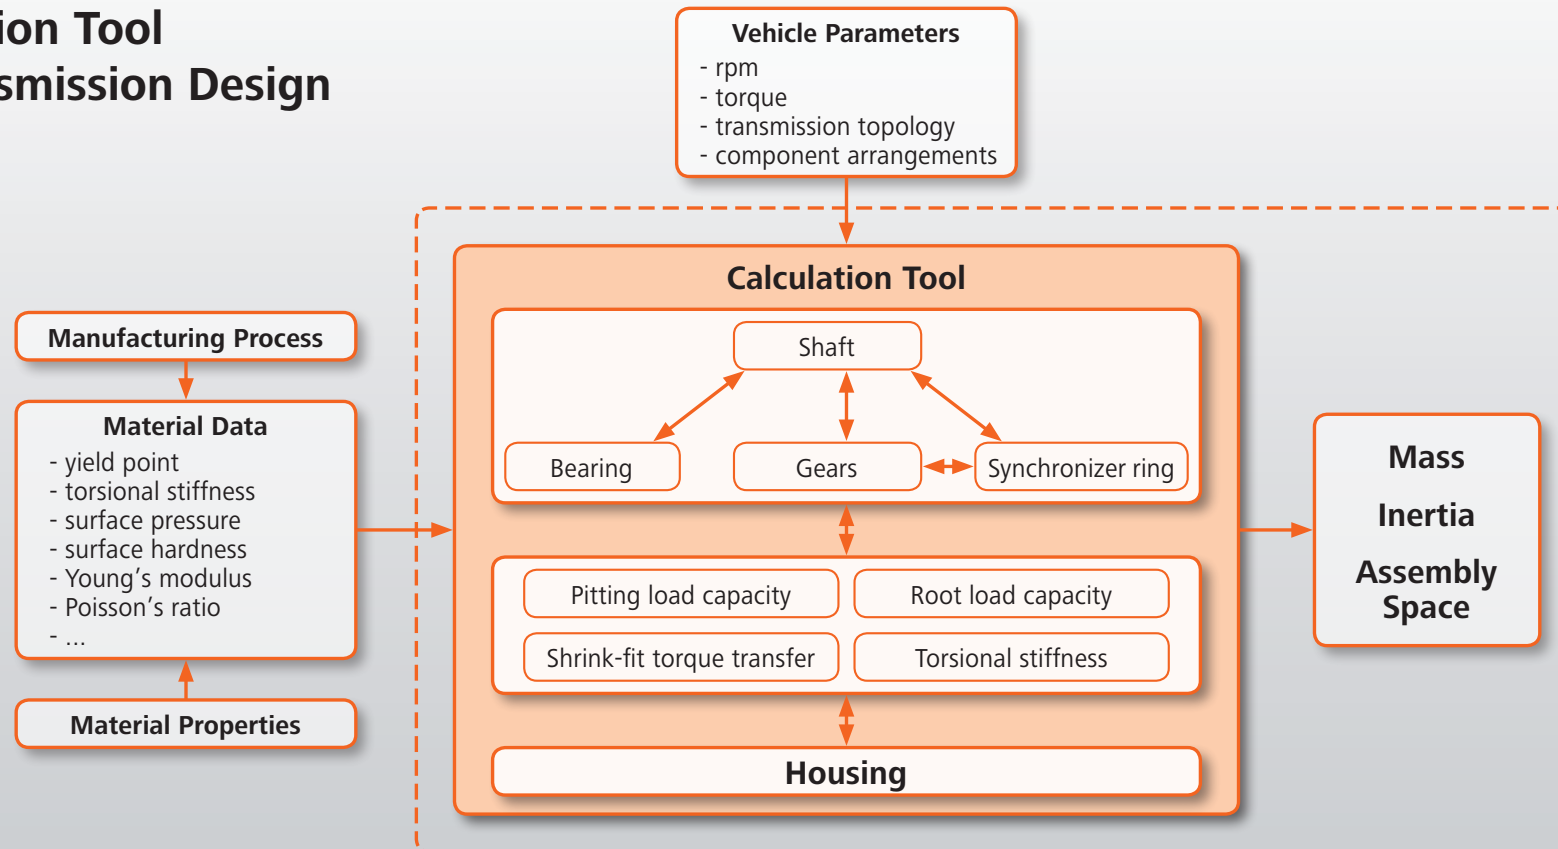 ion Tool
smission Design
Vehicle Parameters
- rpm
- torque
- transmission topology
- component arrangements
Calculation Tool
Manufacturing Process
Shaft
Material Data
- yield point
- torsional stiffness
- surface pressure
- surface hardness
- Young’s modulus
- Poisson’s ratio
- ...
Material Properties
Bearing
Gears
Synchronizer ring
Pitting load capacity
Root load capacity
Shrink-fit torque transfer
Torsional stiffness
Housing
Mass
Inertia
Assembly
Space